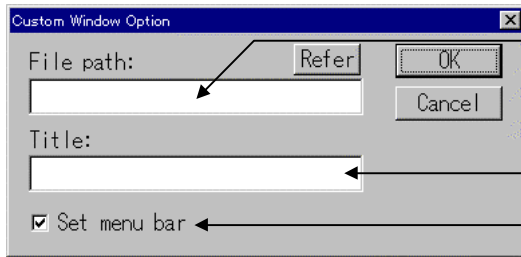 Custom Window Option
File path:
Refer
OK
Cancel
Title:
Set menu bar